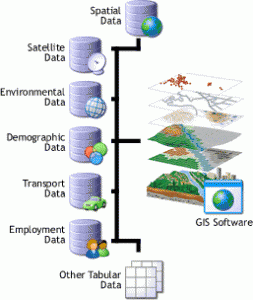 Spatial
Data
Satellite
Data
Environmental
Data
Demographic
Data
Transport
Data
Employment
Data
GIS Software
Other Tabular
Data